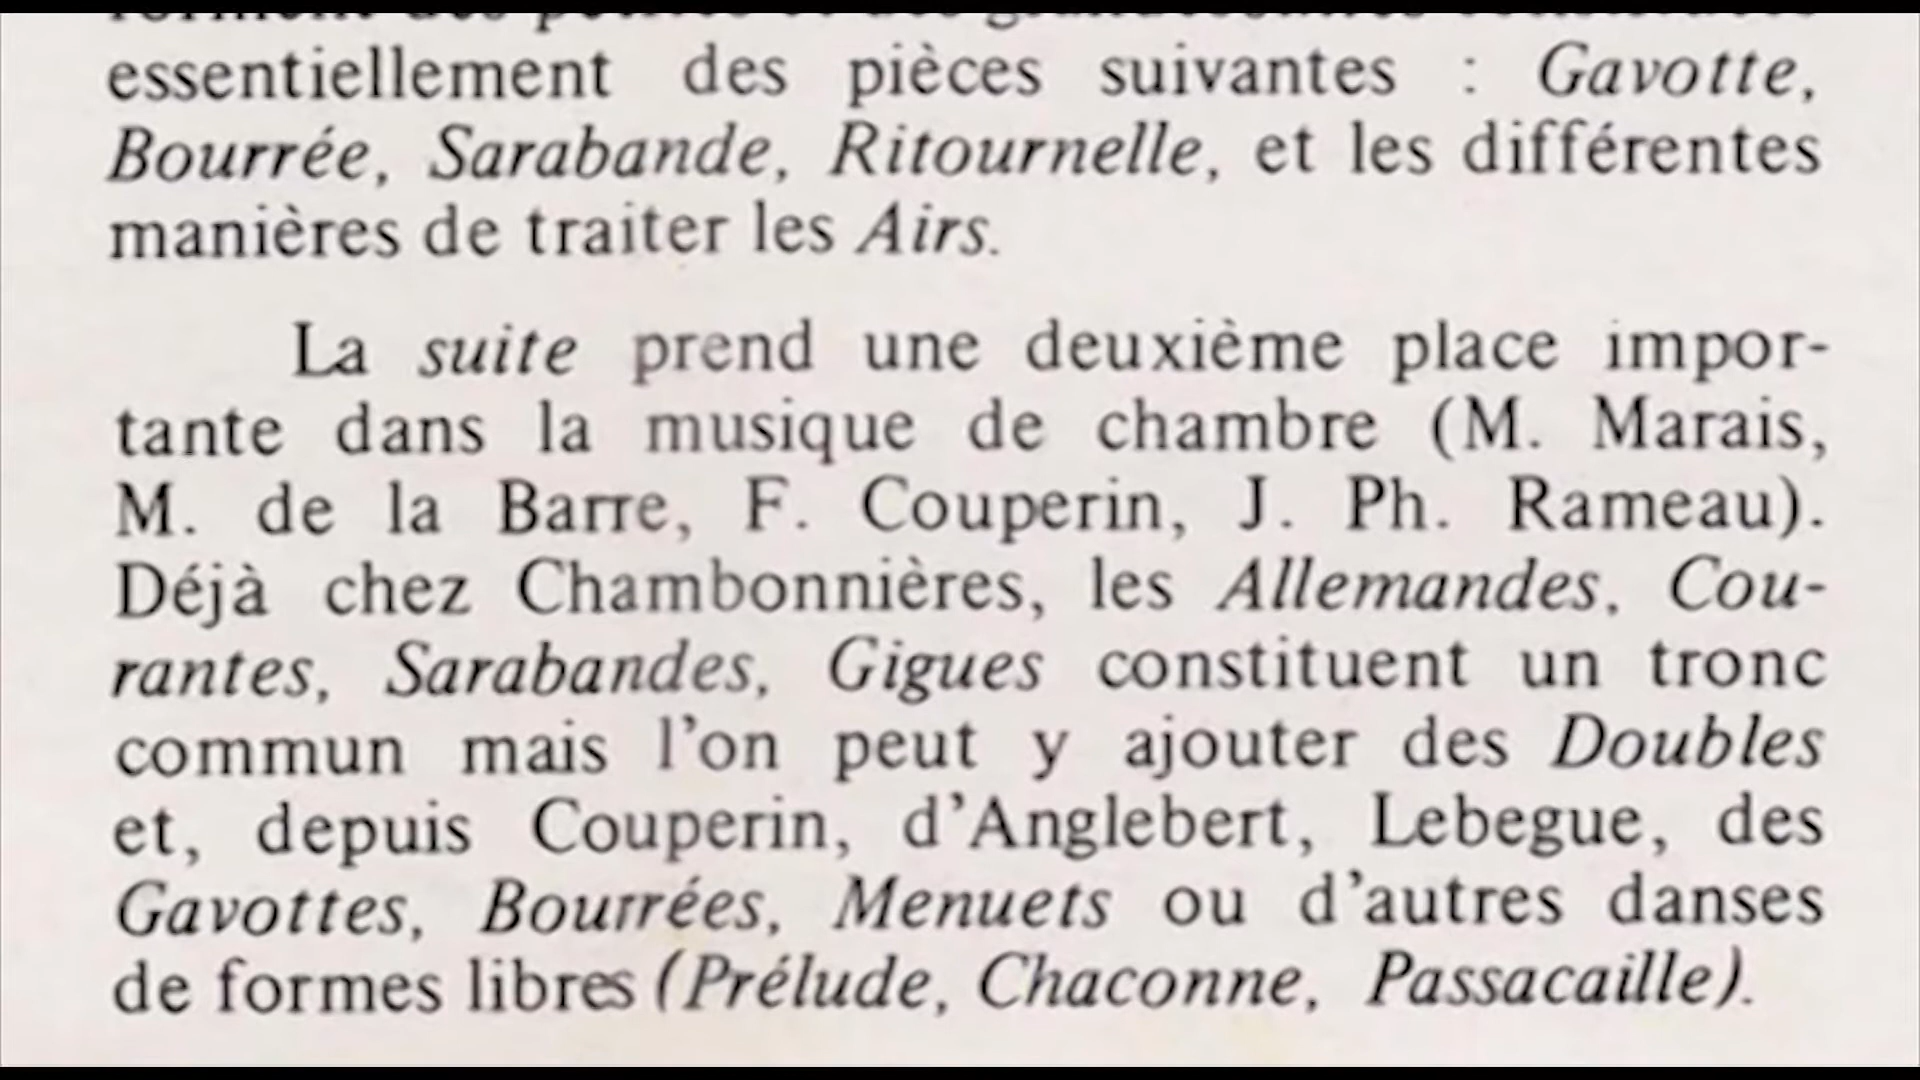 essentiellement des pièces suivantes : Gavotte,
Bourrée, Sarabande, Ritournelle, et les différentes
manières de traiter les Airs.
La suite prend une deuxième place impor-
tante dans la musique de chambre (M. Marais,
M. de la Barre, F. Couperin, J. Ph. Rameau).
Déjà chez Chambonnières, les Allemandes, Cou-
rantes, Sarabandes, Gigues constituent un tronc
commun mais l'on peut y ajouter des Doubles
et, depuis Couperin, d'Anglebert, Lebegue, des
Gavottes, Bourrées, Menuets ou d'autres danses
de formes libres (Prélude, Chaconne, Passacaille).